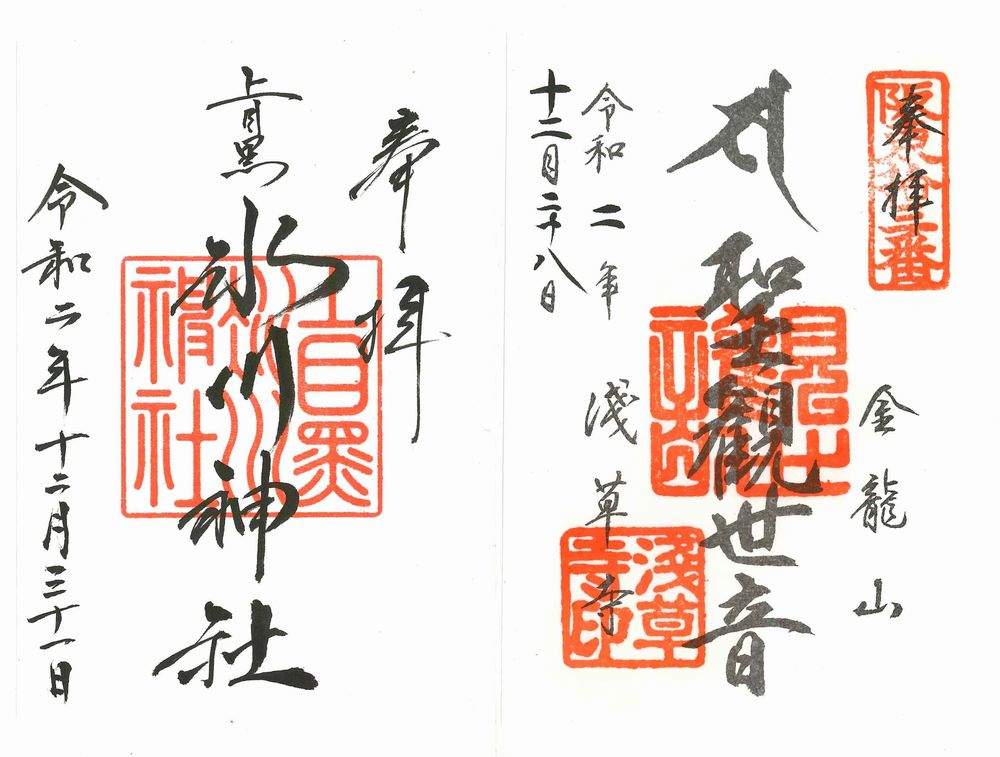 奉拝
金龍山
聖観世音
令和二年
十二月二十八日
浅草寺
浅草寺印
奉拝
上目黒
氷川神社
令和二年十二月三十一日
上目黒氷川神社